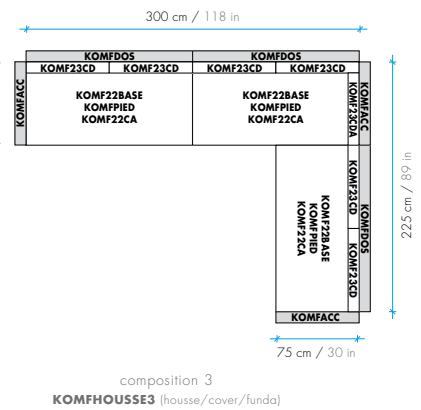 300 cm / 118 in
KOMFDOS KOMFDOS
KOMF23CD KOMF23CD KOMF23CD KOMF23CD
KOMFACC
KOMF22BASE
KOMFPIED
KOMF22CA
KOMF22BASE
KOMFPIED
KOMF22CA
KOMF23CDA
KOMFACC
KOMF22BASE
KOMFPIED
KOMF22CA
KOMF23CD
KOMF23CD
KOMFDOS
KOMFACC
225 cm / 89 in
75 cm / 30 in
composition 3
KOMFHOUSSE3 (housse/cover/funda)